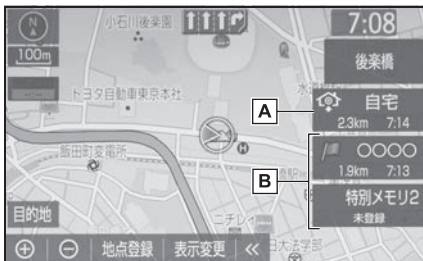 N
小石川後楽園
7:08
100m
後楽橋
トヨタ自動車東京本社
A
自宅
2.3km 7:14
飯田町変電所
H
B
○○○○
1.9km 7:13
特別メモリ2
未登録
目的地
ニチレイ
地点登録
表示変更